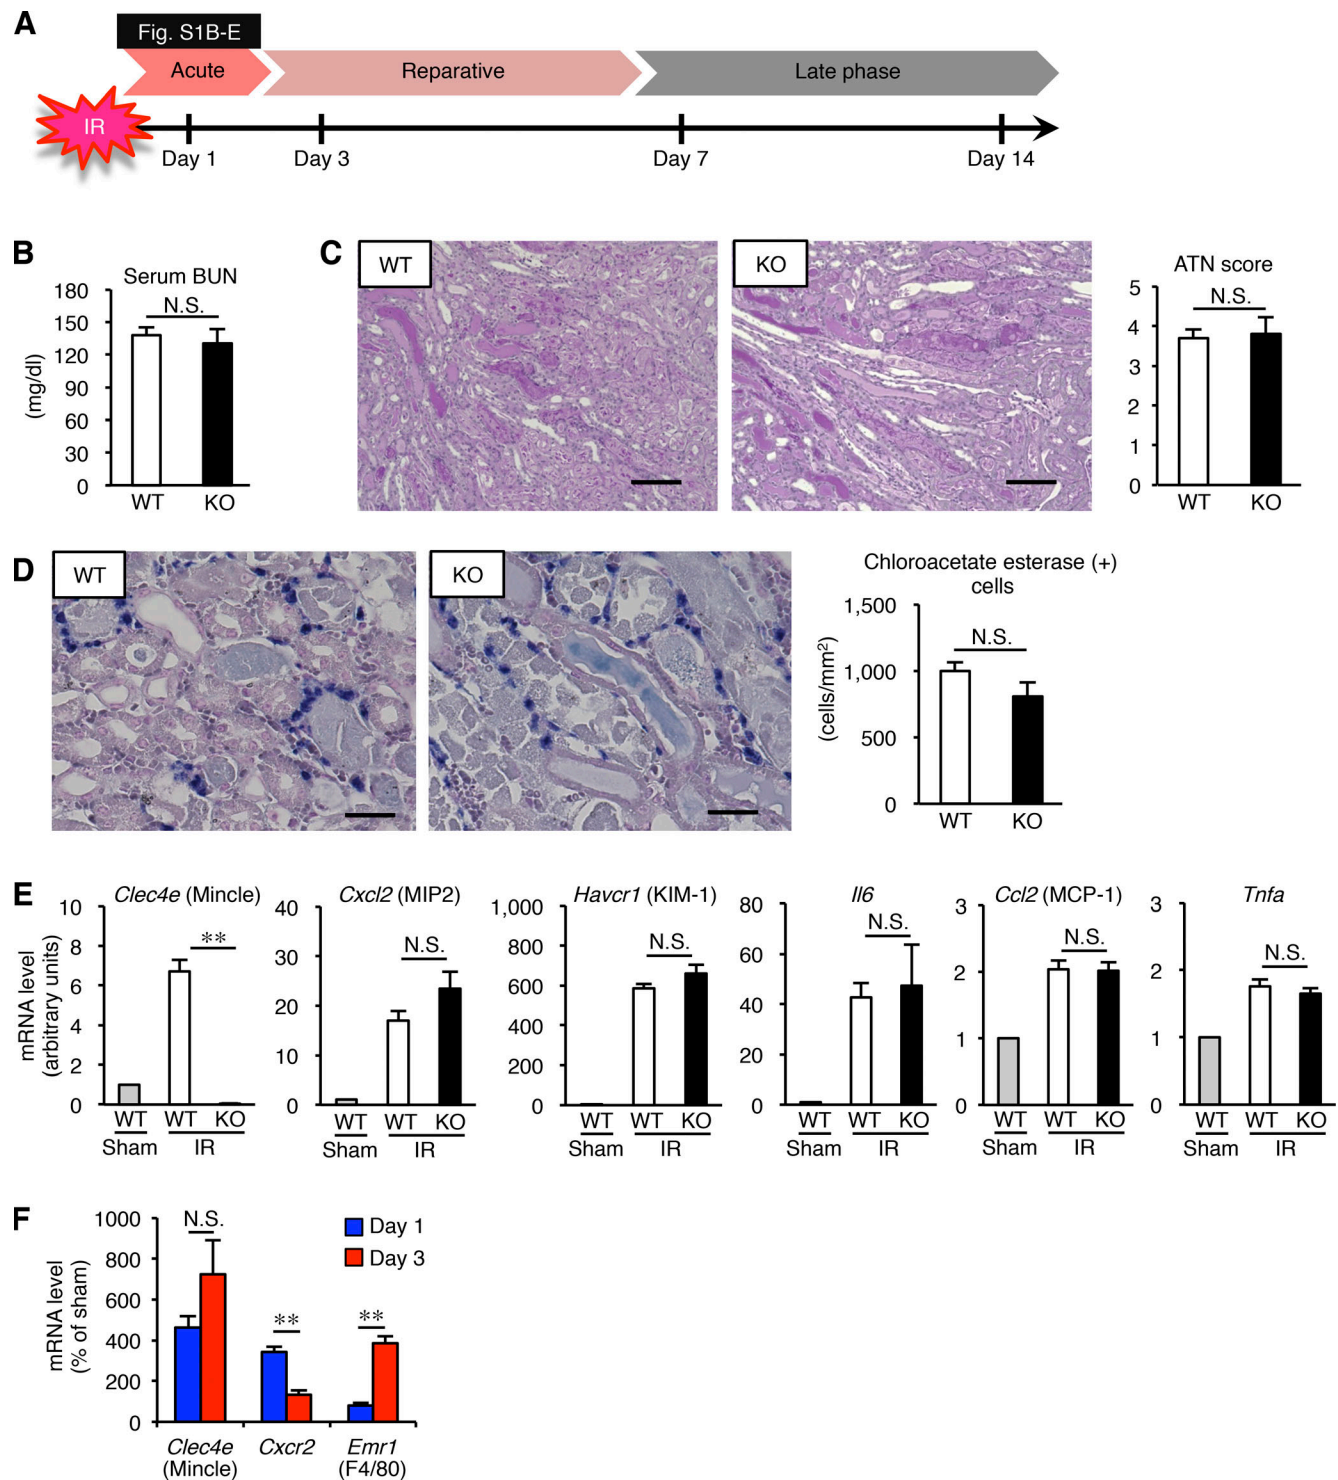 A
Fig. S1B-E
Acute
Reparative
Late phase
IR
Day 1
Day 3
Day 7
Day 14
B
Serum BUN
N.S.
(mg/dl)
180
150
120
90
60
30
0
WT
KO
C
WT
KO
ATN score
N.S.
5
4
3
2
1
0
WT
KO
D
WT
KO
Chloroacetate esterase (+)
cells
N.S.
(cells/mm²)
1,500
1,000
500
0
WT
KO
E
mRNA level
(arbitrary units)
Clec4e (Mincle)
**
10
8
6
4
2
0
WT WT KO
Sham IR
Cxcl2 (MIP2)
N.S.
40
30
20
10
0
WT WT KO
Sham IR
Havcr1 (KIM-1)
N.S.
1,000
800
600
400
200
0
WT WT KO
Sham IR
Il6
N.S.
80
60
40
20
0
WT WT KO
Sham IR
Ccl2 (MCP-1)
N.S.
3
2
1
0
WT WT KO
Sham IR
Tnfa
N.S.
3
2
1
0
WT WT KO
Sham IR
F
mRNA level
(% of sham)
1000
800
600
400
200
0
N.S.
**
**
Day 1
Day 3
Clec4e
(Mincle)
Cxcr2
Emr1
(F4/80)